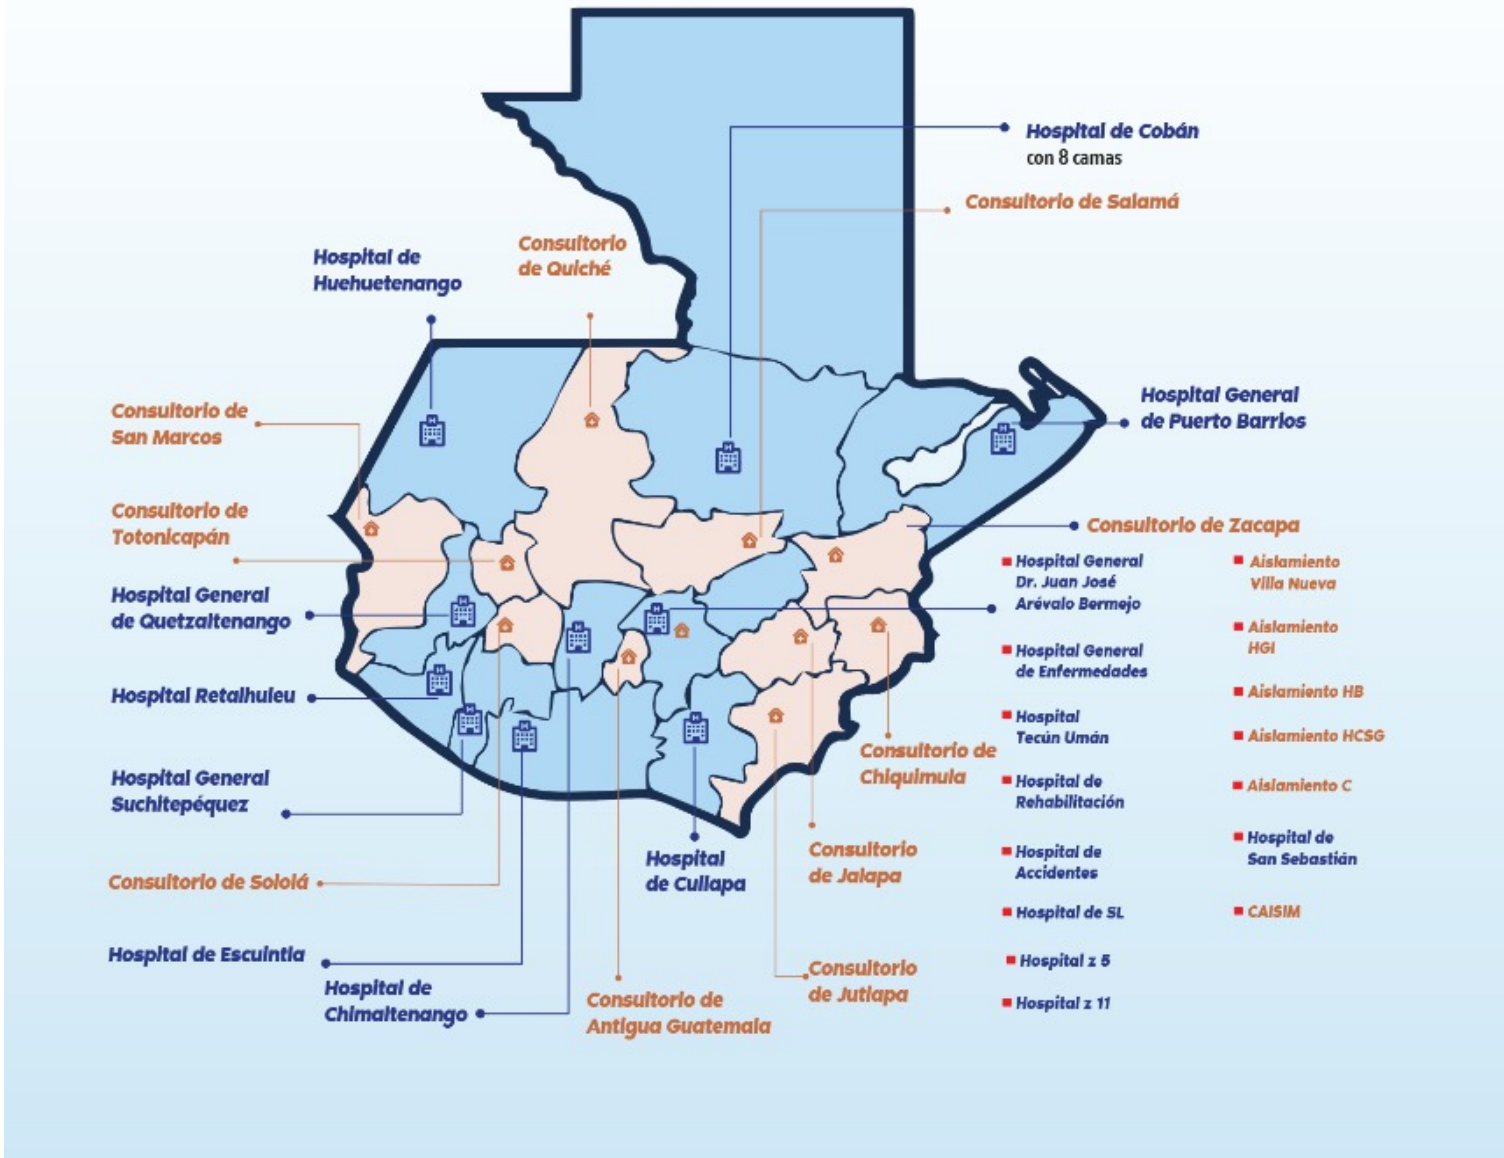 Hospital de Cobán
con 8 camas
Consultorio de Salamá
Consultorio
de Quiché
Hospital de
Huehuetenango
Hospital General
de Puerto Barrios
Consultorio de
San Marcos
Consultorio de
Totonicapán
Consultorio de Zacapa
Hospital General
de Quetzaltenango
Hospital Retalhuleu
Hospital General
Suchitepéquez
Consultorio de Sololá
Hospital de Escuintla
Hospital de
Chimaltenango
Consultorio de
Antigua Guatemala
Hospital
de Cuilapa
Consultorio de
Chiquimula
Consultorio
de Jalapa
Consultorio
de Jutiapa
Hospital General
Dr. Juan José
Arévalo Bermejo
Hospital General
de Enfermedades
Hospital
Tecún Umán
Hospital de
Rehabilitación
Hospital de
Accidentes
Hospital de SL
Hospital z 5
Hospital z 11
Aislamiento
Villa Nueva
Aislamiento
HGI
Aislamiento HB
Aislamiento HCSG
Aislamiento C
Hospital de
San Sebastián
CAISIM